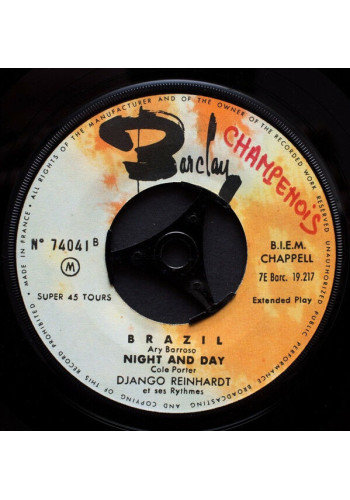 ALL RIGHTS OF THE MANUFACTURER AND OF THE OWNER OF THE RECORDED WORK RESERVED
UNAUTHORIZED PUBLIC PERFORMANCE BROADCASTING AND COPYING OF THIS RECORD PROHIBITED • MADE IN FRANCE •
Barclay
CHAMPENOIS
N° 74041 B
M
B.I.E.M.
CHAPPELL
7E Barc. 19.217
SUPER 45 TOURS
Extended Play
BRAZIL
Ary Barroso
NIGHT AND DAY
Cole Porter
DJANGO REINHARDT
et ses Rythmes